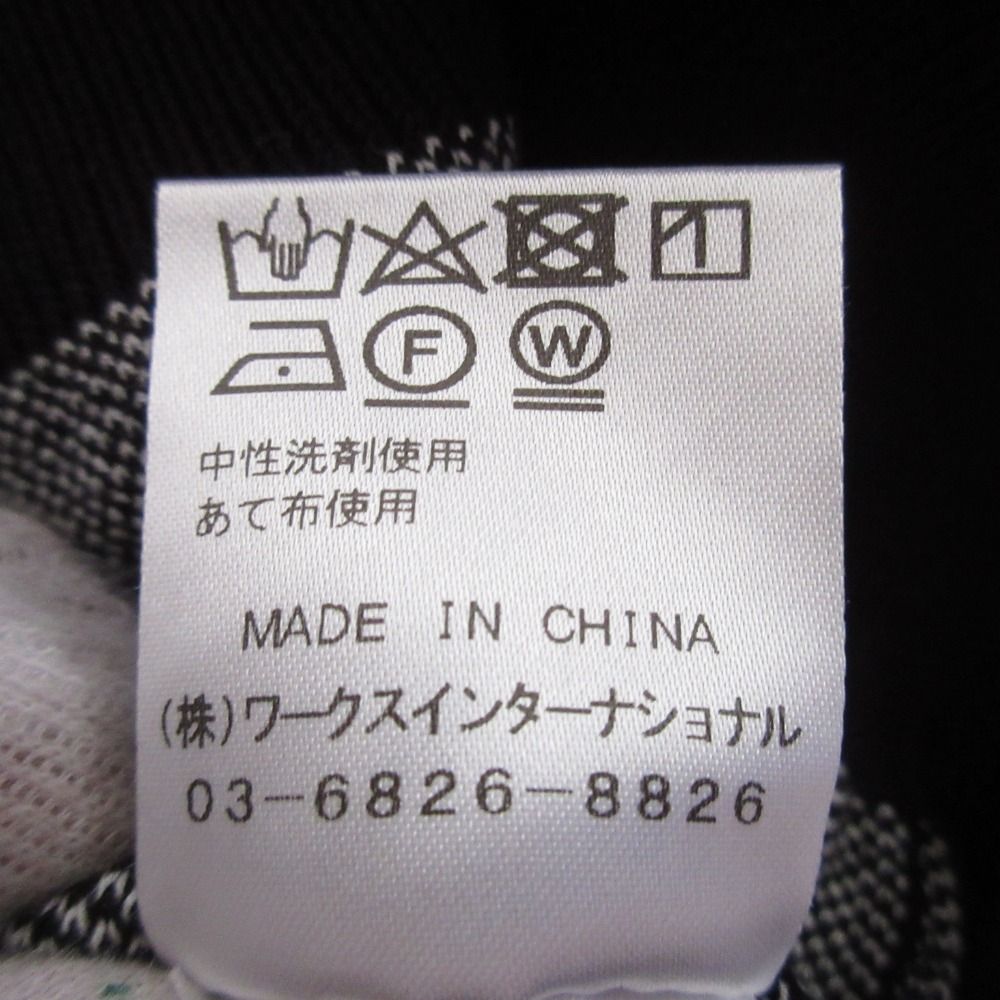 F W
中性洗剤使用
あて布使用
MADE IN CHINA
(株)ワークスインターナショナル
03-6826-8826